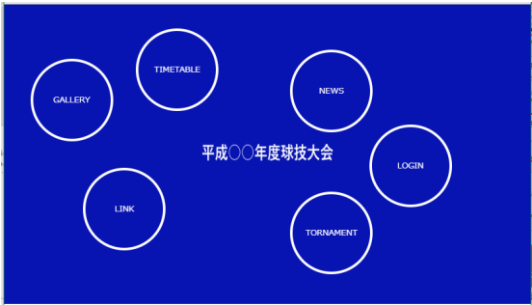 TIMETABLE
NEWS
GALLERY
平成〇〇年度球技大会
LOGIN
LINK
TORNAMENT